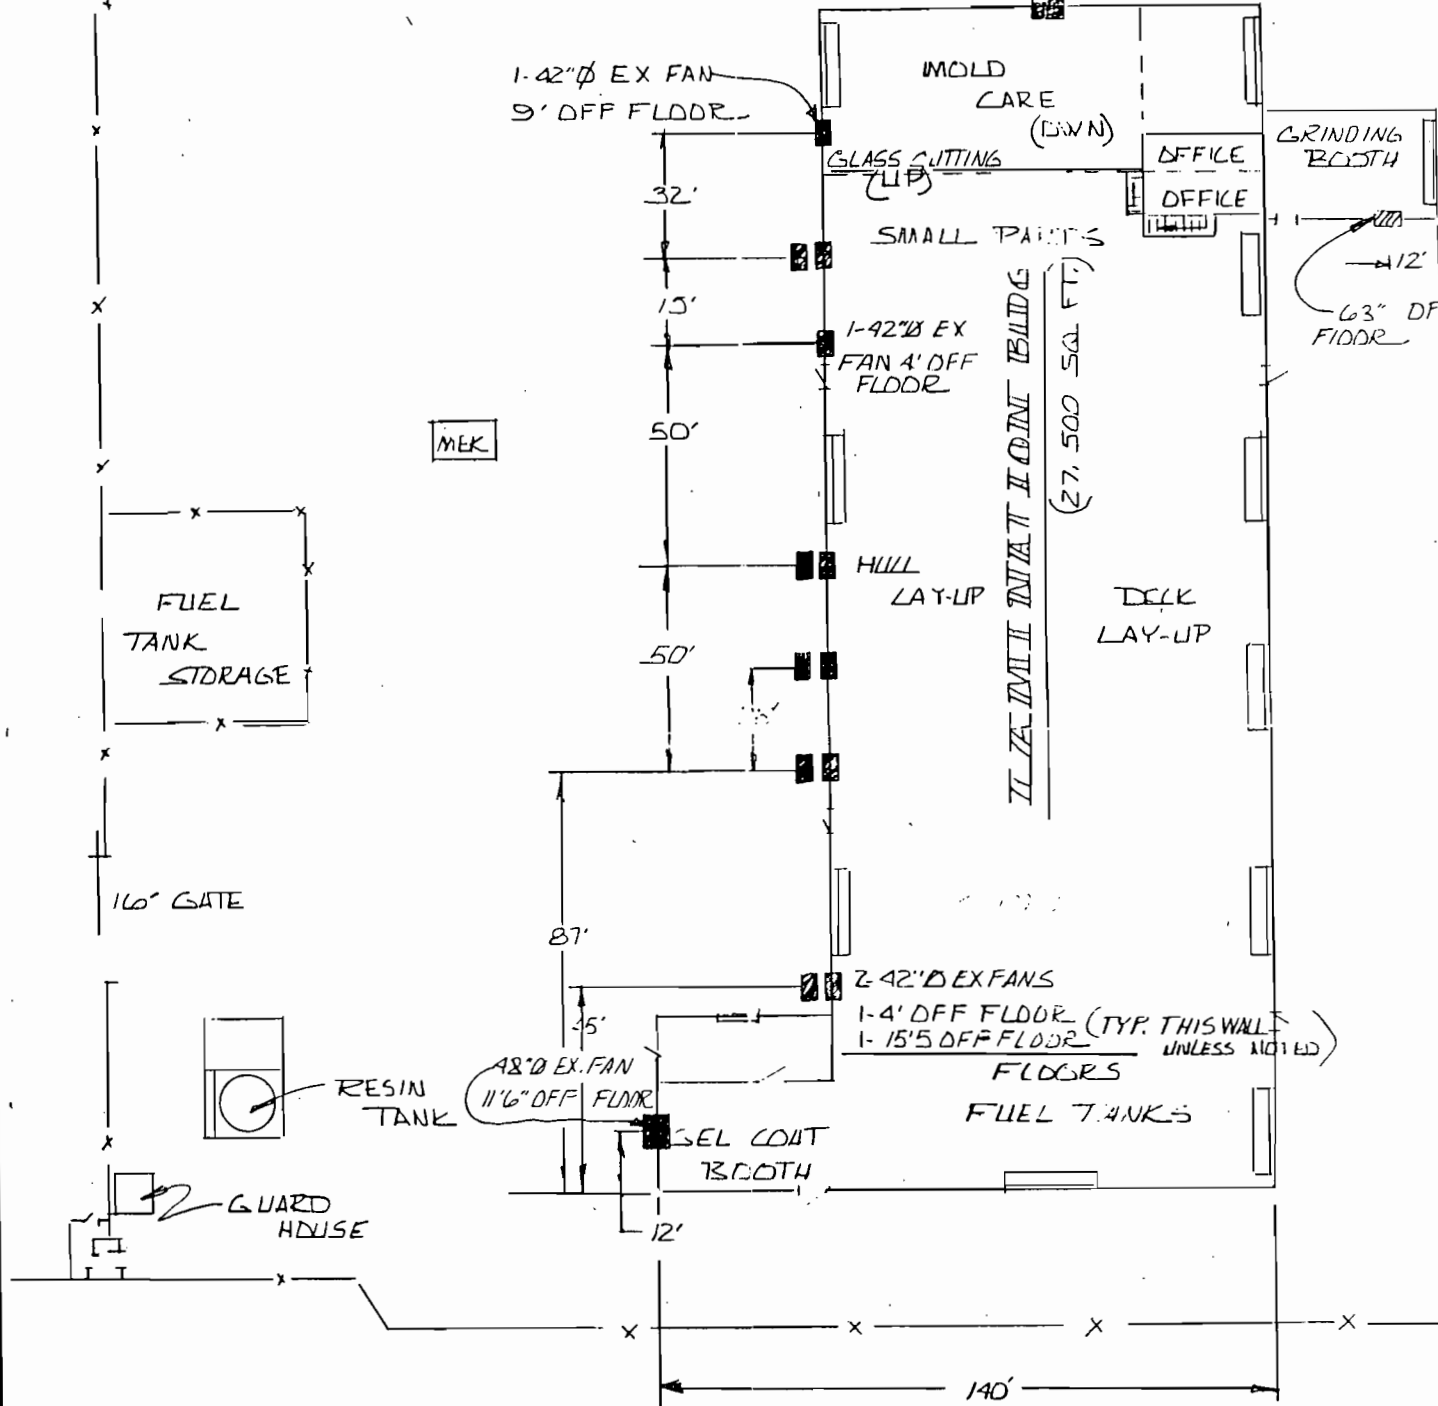 1-42"Ø EX FAN
9' OFF FLOOR
MOLD
CARE
(DWN)
GRINDING
BOOTH
OFFICE
OFFICE
GLASS CUTTING
(UP)
32'
SMALL PARTS
12'
63" OF
FLOOR
15'
1-42"Ø EX
FAN 4' OFF
FLOOR
LAMINATION BLDG
(27,500 SQ FT.)
50'
MEK
HULL
LAY-UP
DECK
LAY-UP
FUEL
TANK
STORAGE
50'
16' GATE
87'
2-42"Ø EX FANS
1-4' OFF FLOOR
1-15'5 OFF FLOOR
(TYP. THIS WALL
UNLESS NOTED)
5'
48"Ø EX. FAN
11'6" OFF FLOOR
RESIN
TANK
FLOORS
FUEL TANKS
GEL COAT
BOOTH
GUARD
HOUSE
12'
140'